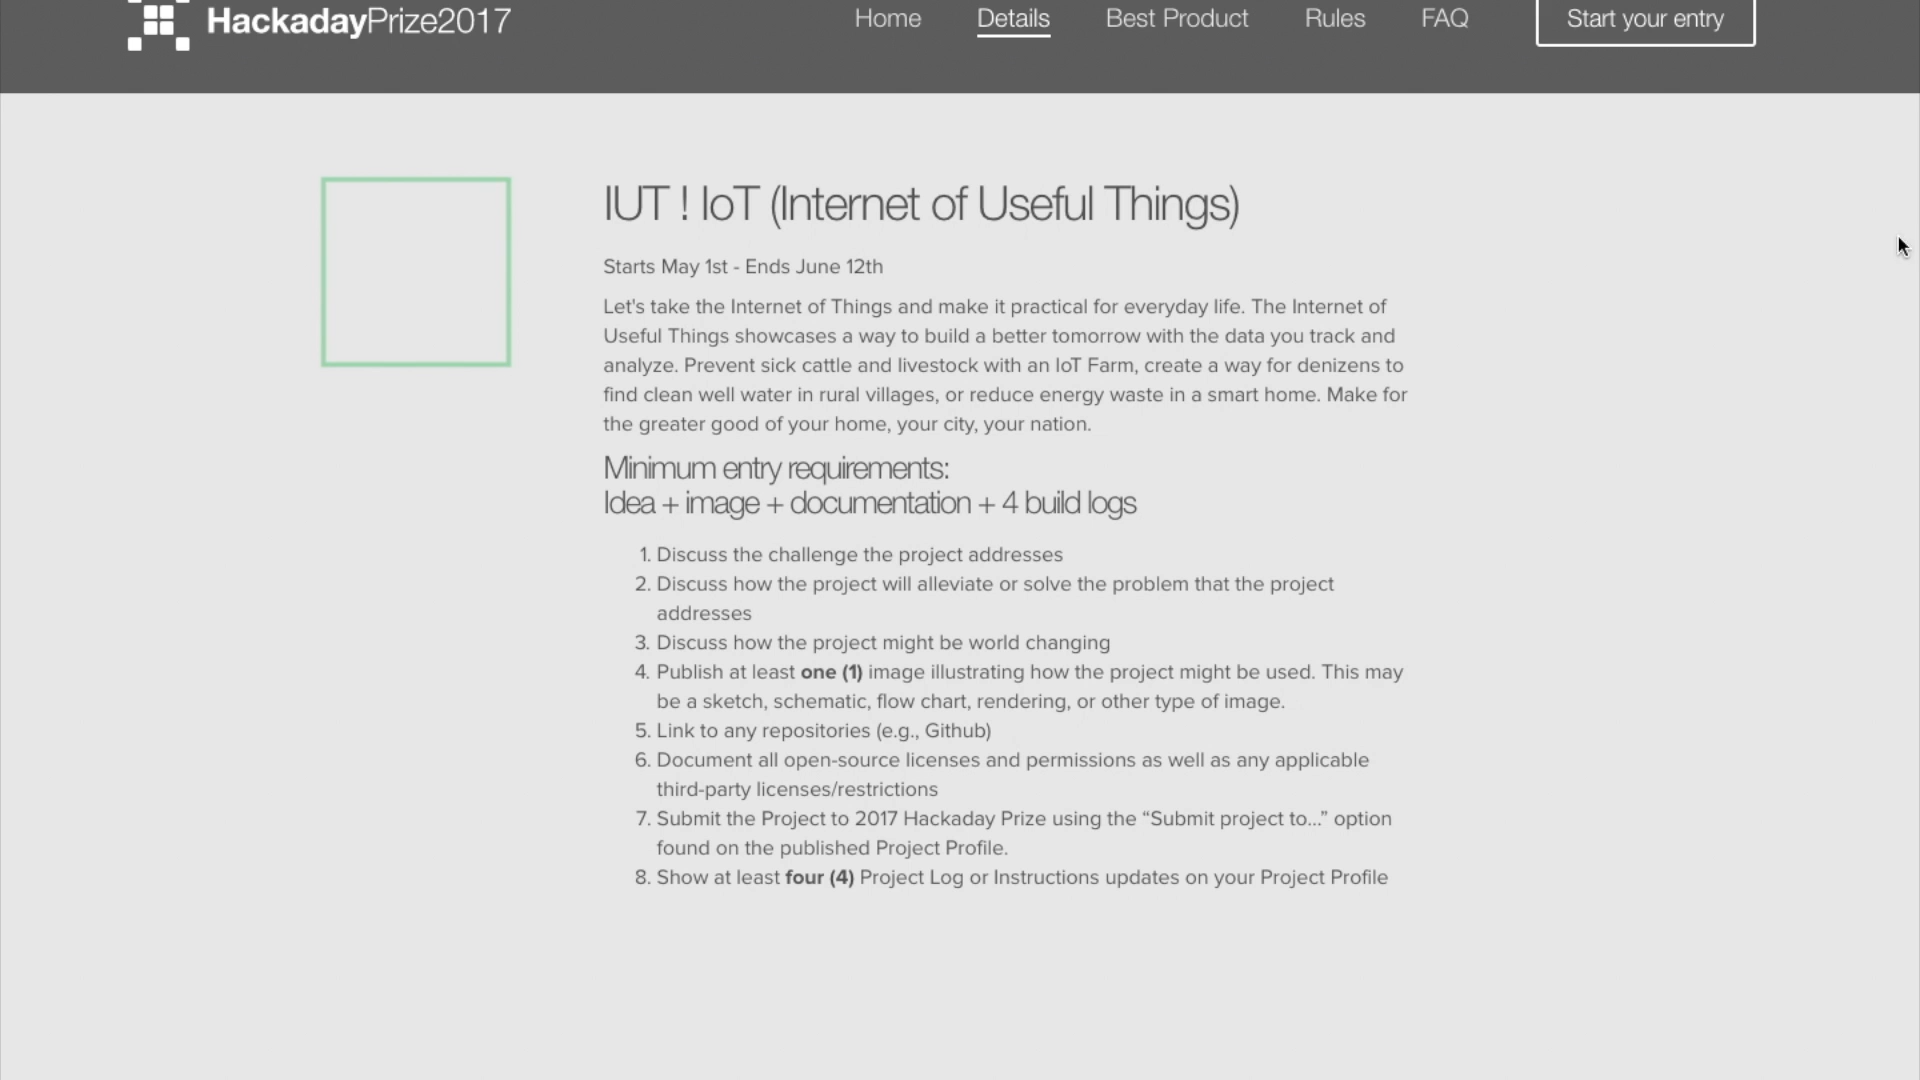 HackadayPrize2017
Home Details Best Product Rules FAQ Start your entry
IUT ! IoT (Internet of Useful Things)
Starts May 1st - Ends June 12th
Let's take the Internet of Things and make it practical for everyday life. The Internet of
Useful Things showcases a way to build a better tomorrow with the data you track and
analyze. Prevent sick cattle and livestock with an IoT Farm, create a way for denizens to
find clean well water in rural villages, or reduce energy waste in a smart home. Make for
the greater good of your home, your city, your nation.
Minimum entry requirements:
Idea + image + documentation + 4 build logs
1. Discuss the challenge the project addresses
2. Discuss how the project will alleviate or solve the problem that the project
addresses
3. Discuss how the project might be world changing
4. Publish at least one (1) image illustrating how the project might be used. This may
be a sketch, schematic, flow chart, rendering, or other type of image.
5. Link to any repositories (e.g., Github)
6. Document all open-source licenses and permissions as well as any applicable
third-party licenses/restrictions
7. Submit the Project to 2017 Hackaday Prize using the “Submit project to...” option
found on the published Project Profile.
8. Show at least four (4) Project Log or Instructions updates on your Project Profile